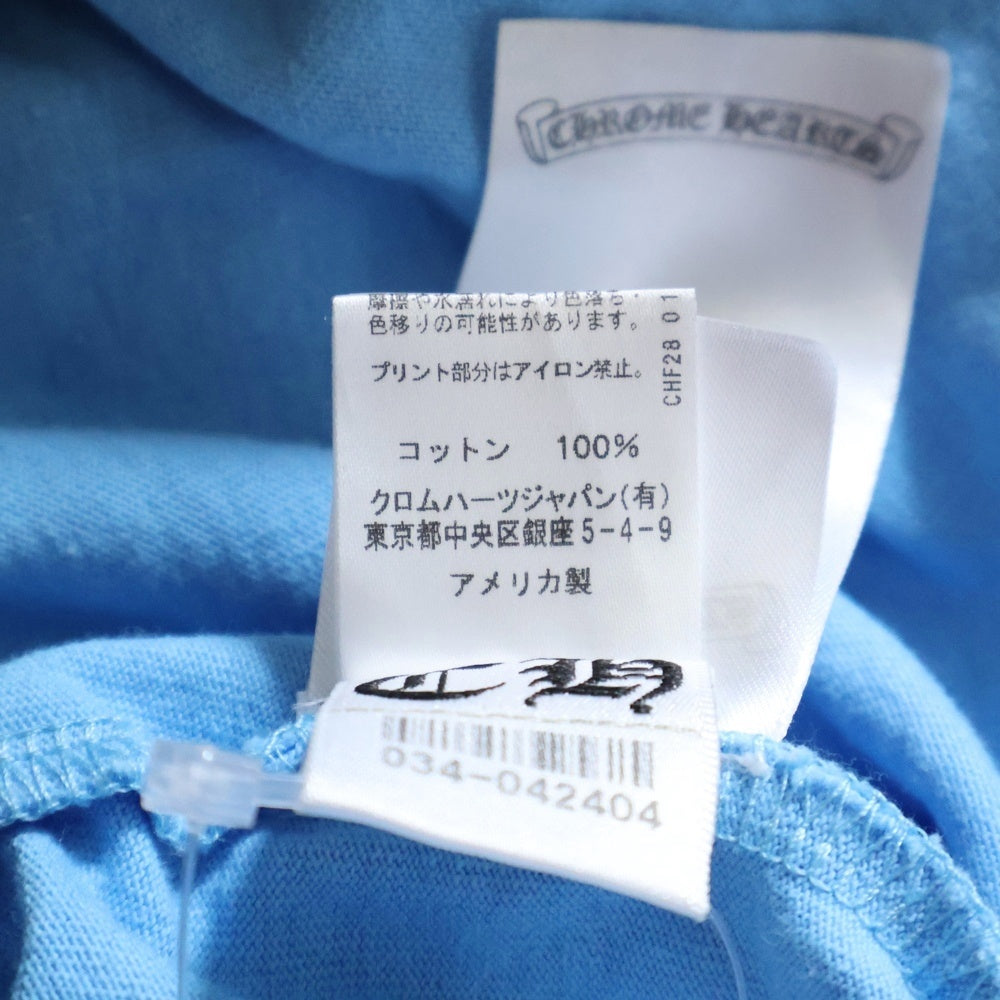 CHROME HEARTS
摩擦や水濡れにより色落ち・
色移りの可能性があります。
プリント部分はアイロン禁止。
CHF28 01
コットン 100%
クロムハーツジャパン(有)
東京都中央区銀座5-4-9
アメリカ製
034-042404